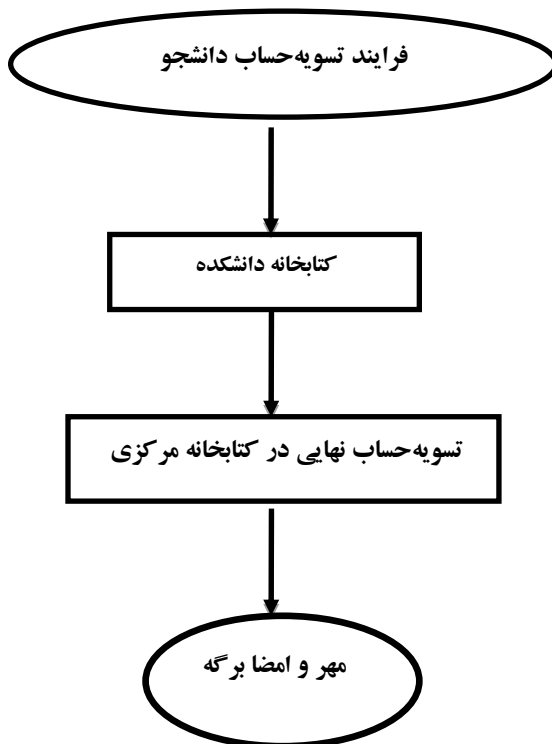 فرایند تسویه‌حساب دانشجو
کتابخانه دانشکده
تسویه‌حساب نهایی در کتابخانه مرکزی
مهر و امضا برگه